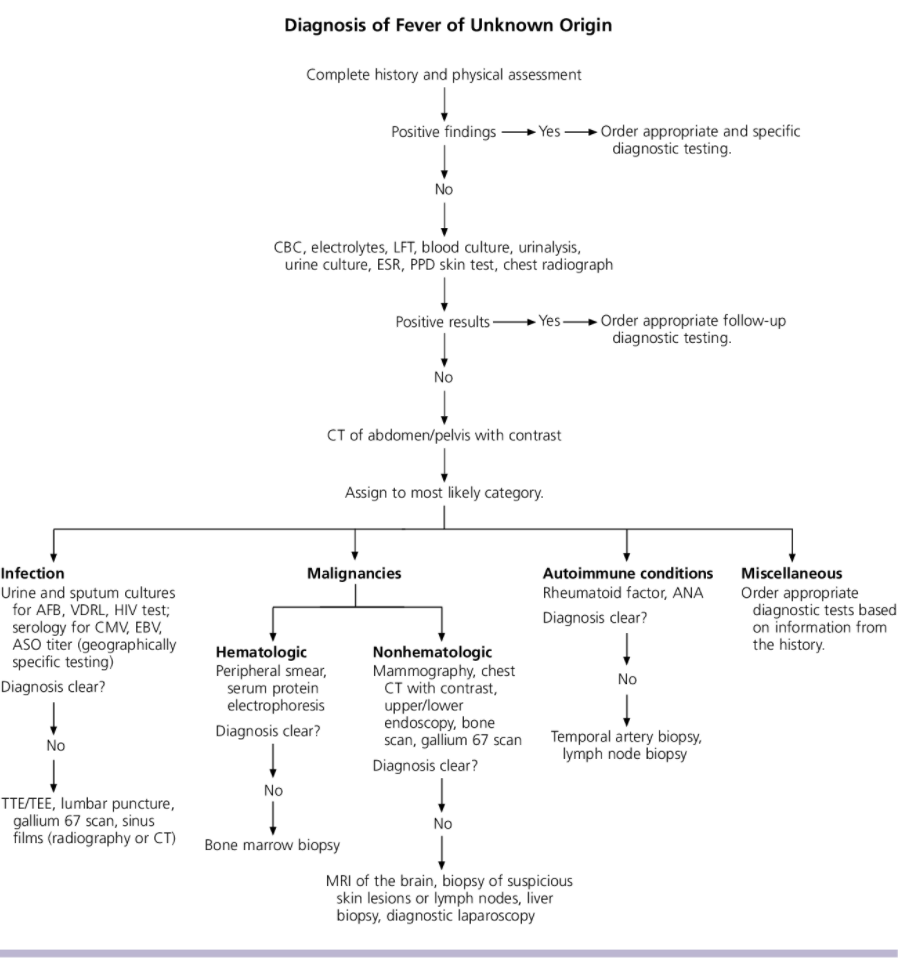 Diagnosis of Fever of Unknown Origin
Complete history and physical assessment
Positive findings Yes Order appropriate and specific
diagnostic testing.
No
CBC, electrolytes, LFT, blood culture, urinalysis,
urine culture, ESR, PPD skin test, chest radiograph
Positive results Yes Order appropriate follow-up
diagnostic testing.
No
CT of abdomen/pelvis with contrast
Assign to most likely category.
Infection
Urine and sputum cultures
for AFB, VDRL, HIV test;
serology for CMV, EBV,
ASO titer (geographically
specific testing)
Diagnosis clear?
No
TTE/TEE, lumbar puncture,
gallium 67 scan, sinus
films (radiography or CT)
Malignancies
Hematologic
Peripheral smear,
serum protein
electrophoresis
Diagnosis clear?
No
Bone marrow biopsy
Nonhematologic
Mammography, chest
CT with contrast,
upper/lower
endoscopy, bone
scan, gallium 67 scan
Diagnosis clear?
No
MRI of the brain, biopsy of suspicious
skin lesions or lymph nodes, liver
biopsy, diagnostic laparoscopy
Autoimmune conditions
Rheumatoid factor, ANA
Diagnosis clear?
No
Temporal artery biopsy,
lymph node biopsy
Miscellaneous
Order appropriate
diagnostic tests based
on information from
the history.